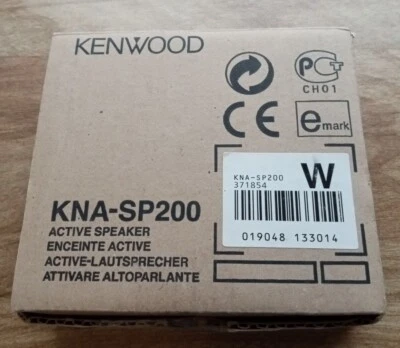 KENWOOD
PCT
CH01
CE
e mark
KNA-SP200
W
371854
019048 133014
KNA-SP200
ACTIVE SPEAKER
ENCEINTE ACTIVE
ACTIVE-LAUTSPRECHER
ATTIVARE ALTOPARLANTE